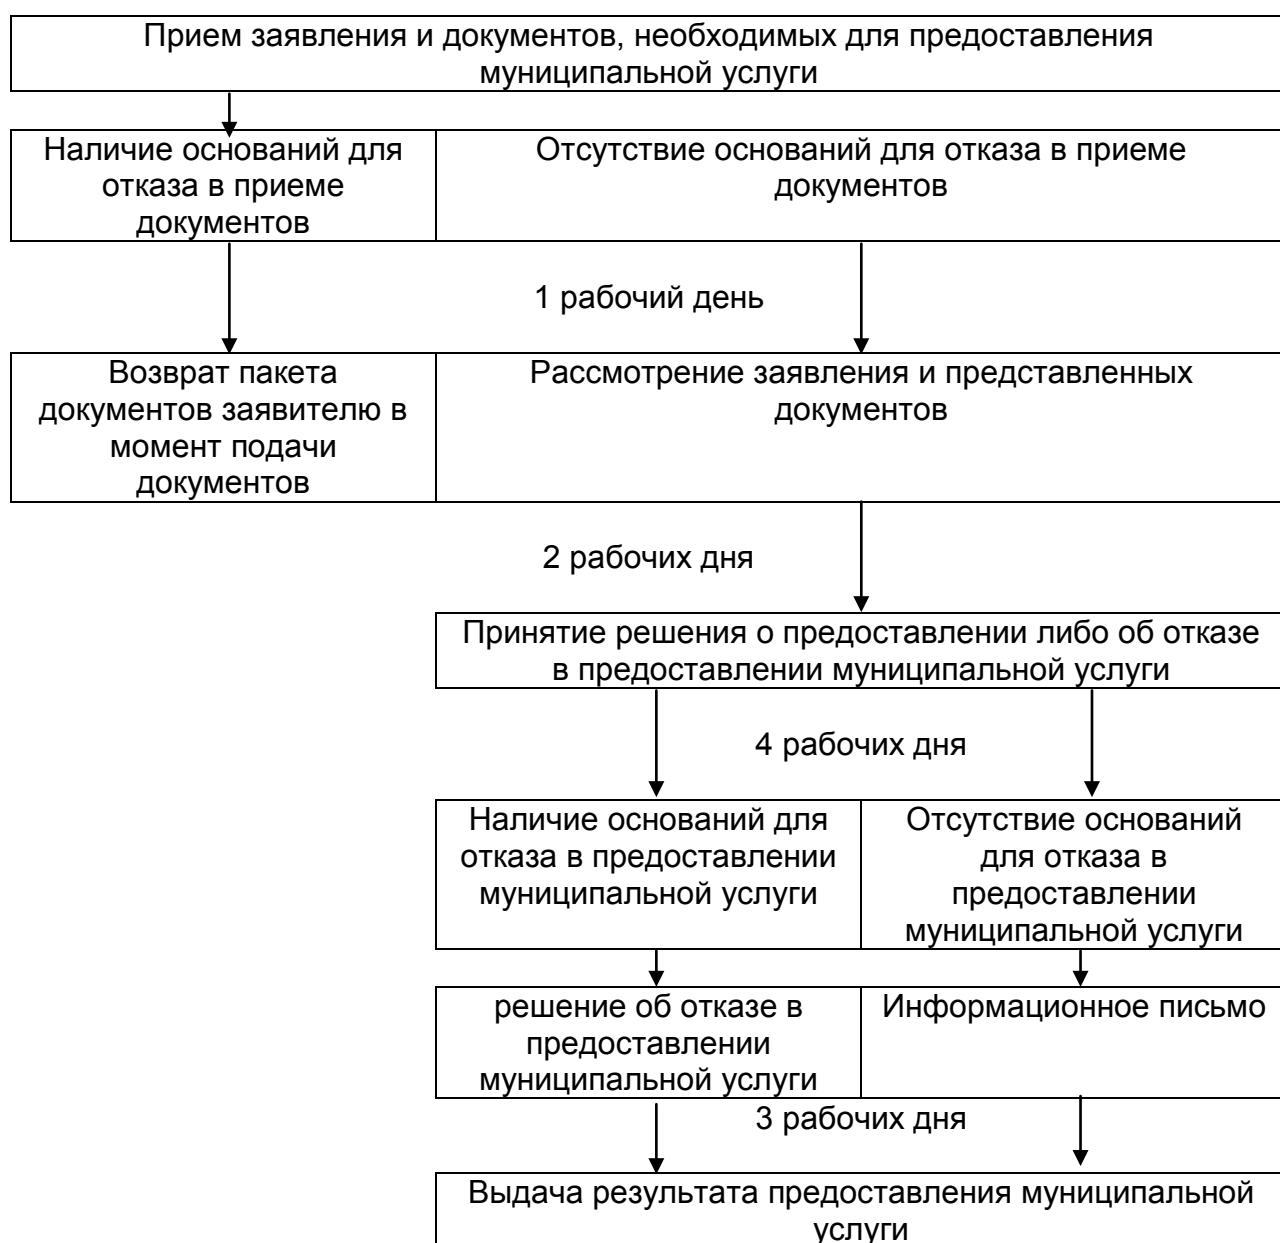 Прием заявления и документов, необходимых для предоставления
муниципальной услуги
Наличие оснований для
отказа в приеме
документов
Отсутствие оснований для отказа в приеме
документов
1 рабочий день
Возврат пакета
документов заявителю в
момент подачи
документов
Рассмотрение заявления и представленных
документов
2 рабочих дня
Принятие решения о предоставлении либо об отказе
в предоставлении муниципальной услуги
4 рабочих дня
Наличие оснований для
отказа в предоставлении
муниципальной услуги
Отсутствие оснований
для отказа в
предоставлении
муниципальной услуги
решение об отказе в
предоставлении
муниципальной услуги
Информационное письмо
3 рабочих дня
Выдача результата предоставления муниципальной
услуги